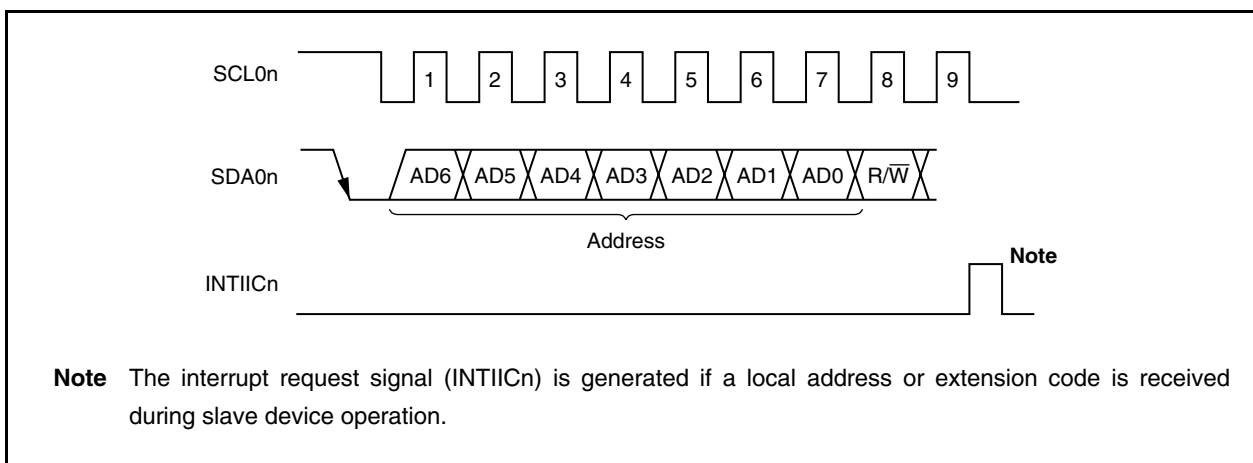 SCL0n
1 2 3 4 5 6 7 8 9
SDA0n
AD6 AD5 AD4 AD3 AD2 AD1 AD0 R/W̅
Address
Note
INTIICn
Note The interrupt request signal (INTIICn) is generated if a local address or extension code is received
during slave device operation.